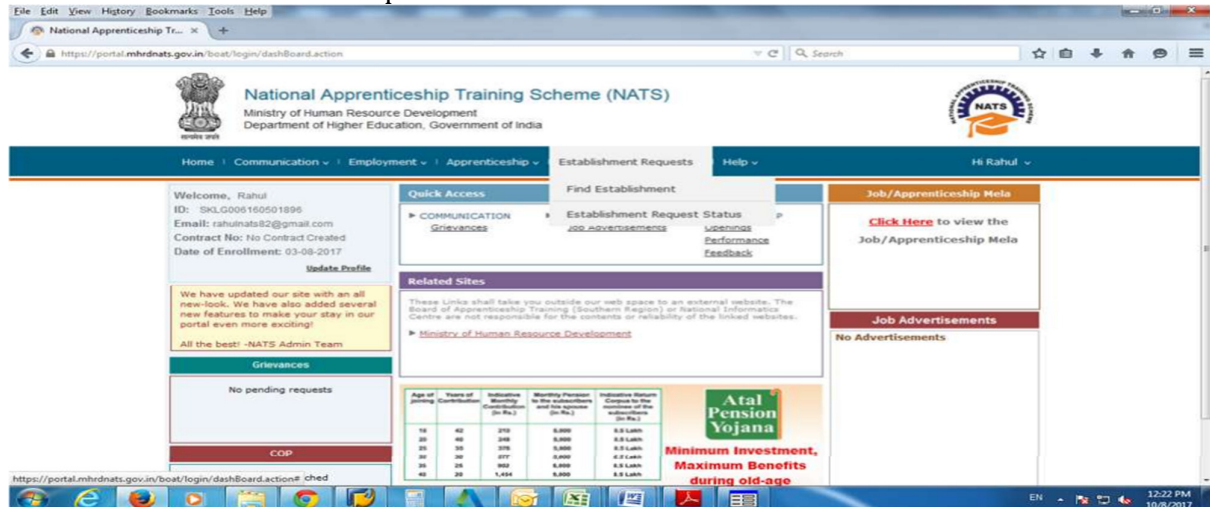 File Edit View History Bookmarks Tools Help
National Apprenticeship Tr... × +
https://portal.mhrdnats.gov.in/boat/login/dashBoard.action
Search
National Apprenticeship Training Scheme (NATS)
Ministry of Human Resource Development
Department of Higher Education, Government of India
NATS
Home Communication Employment Apprenticeship Establishment Requests Help Hi Rahul
Find Establishment
Establishment Request Status
Welcome, Rahul
ID: SKLG006160501896
Email: rahulnats82@gmail.com
Contract No: No Contract Created
Date of Enrollment: 03-08-2017
Update Profile
We have updated our site with an all
new-look. We have also added several
new features to make your stay in our
portal even more exciting!
All the best! -NATS Admin Team
Grievances
No pending requests
COP
Quick Access
COMMUNICATION
Grievances
Job Advertisements
Openings
Performance
Feedback
Related Sites
These Links shall take you outside our web space to an external website. The
Board of Apprenticeship Training (Southern Region) or National Informatics
Centre are not responsible for the contents or reliability of the linked websites.
Ministry of Human Resource Development
Atal
Pension
Yojana
Minimum Investment,
Maximum Benefits
during old-age
Job/Apprenticeship Mela
Click Here to view the
Job/Apprenticeship Mela
Job Advertisements
No Advertisements
https://portal.mhrdnats.gov.in/boat/login/dashBoard.action# ched
EN
12:22 PM
10/8/2017